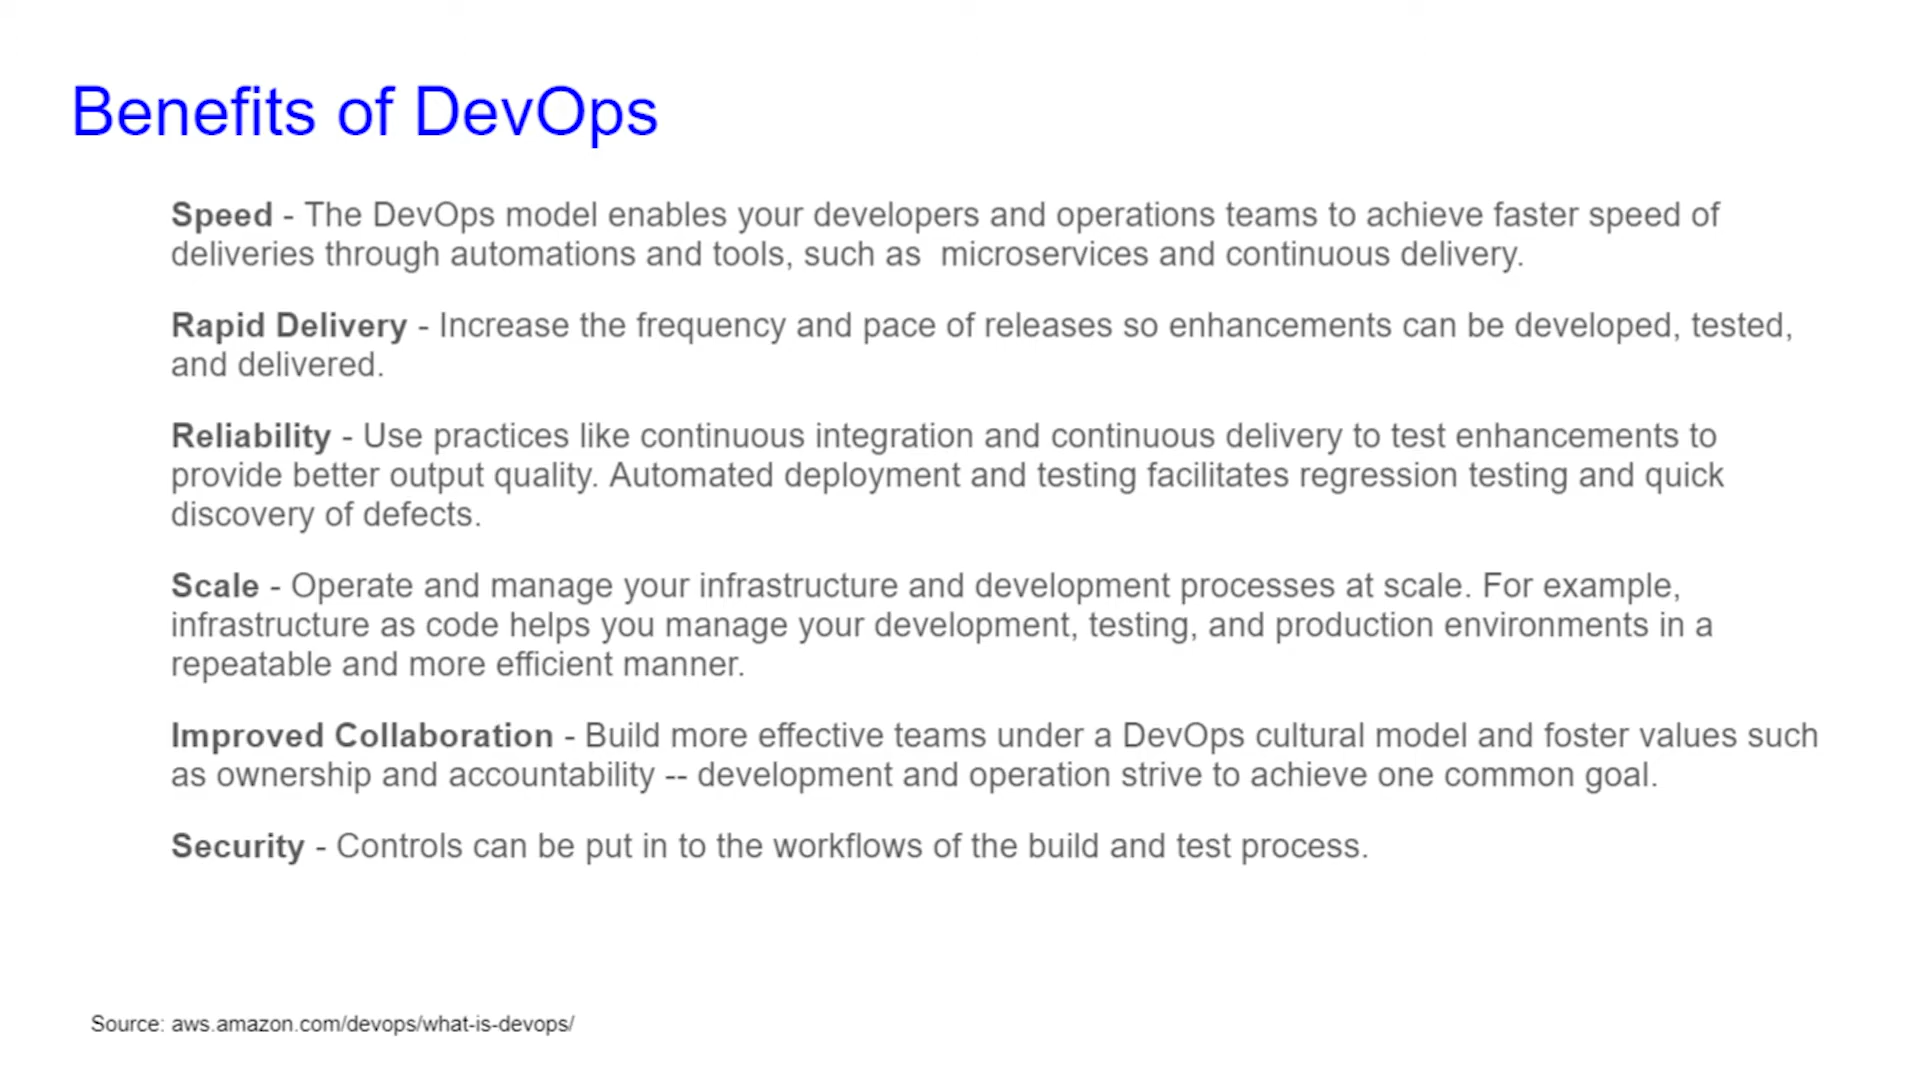 Benefits of DevOps
Speed - The DevOps model enables your developers and operations teams to achieve faster speed of
deliveries through automations and tools, such as  microservices and continuous delivery.
Rapid Delivery - Increase the frequency and pace of releases so enhancements can be developed, tested,
and delivered.
Reliability - Use practices like continuous integration and continuous delivery to test enhancements to
provide better output quality. Automated deployment and testing facilitates regression testing and quick
discovery of defects.
Scale - Operate and manage your infrastructure and development processes at scale. For example,
infrastructure as code helps you manage your development, testing, and production environments in a
repeatable and more efficient manner.
Improved Collaboration - Build more effective teams under a DevOps cultural model and foster values such
as ownership and accountability -- development and operation strive to achieve one common goal.
Security - Controls can be put in to the workflows of the build and test process.
Source: aws.amazon.com/devops/what-is-devops/